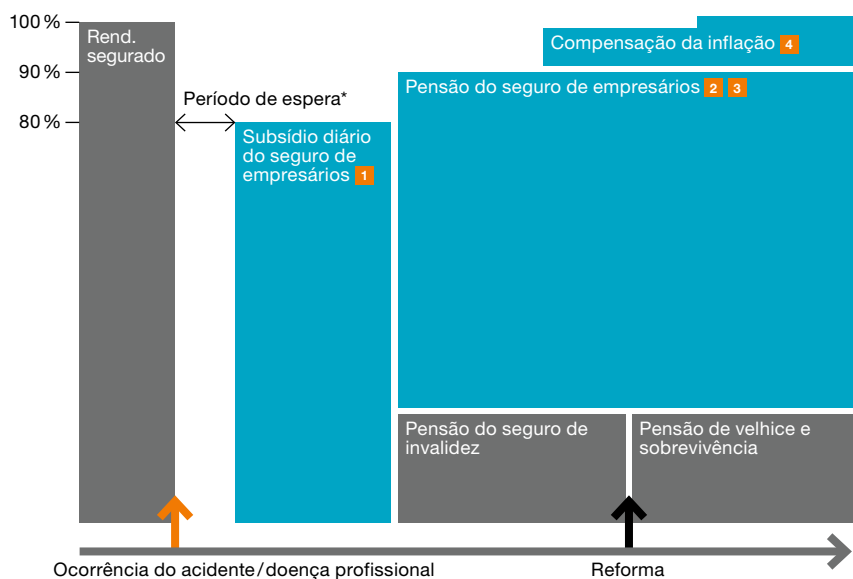 100 %
Rend.
segurado
90 %
80 %
Período de espera*
Subsídio diário
do seguro de
empresários 1
Compensação da inflação 4
Pensão do seguro de empresários 2 3
Pensão do seguro de
invalidez
Pensão de velhice e
sobrevivência
Ocorrência do acidente/doença profissional
Reforma